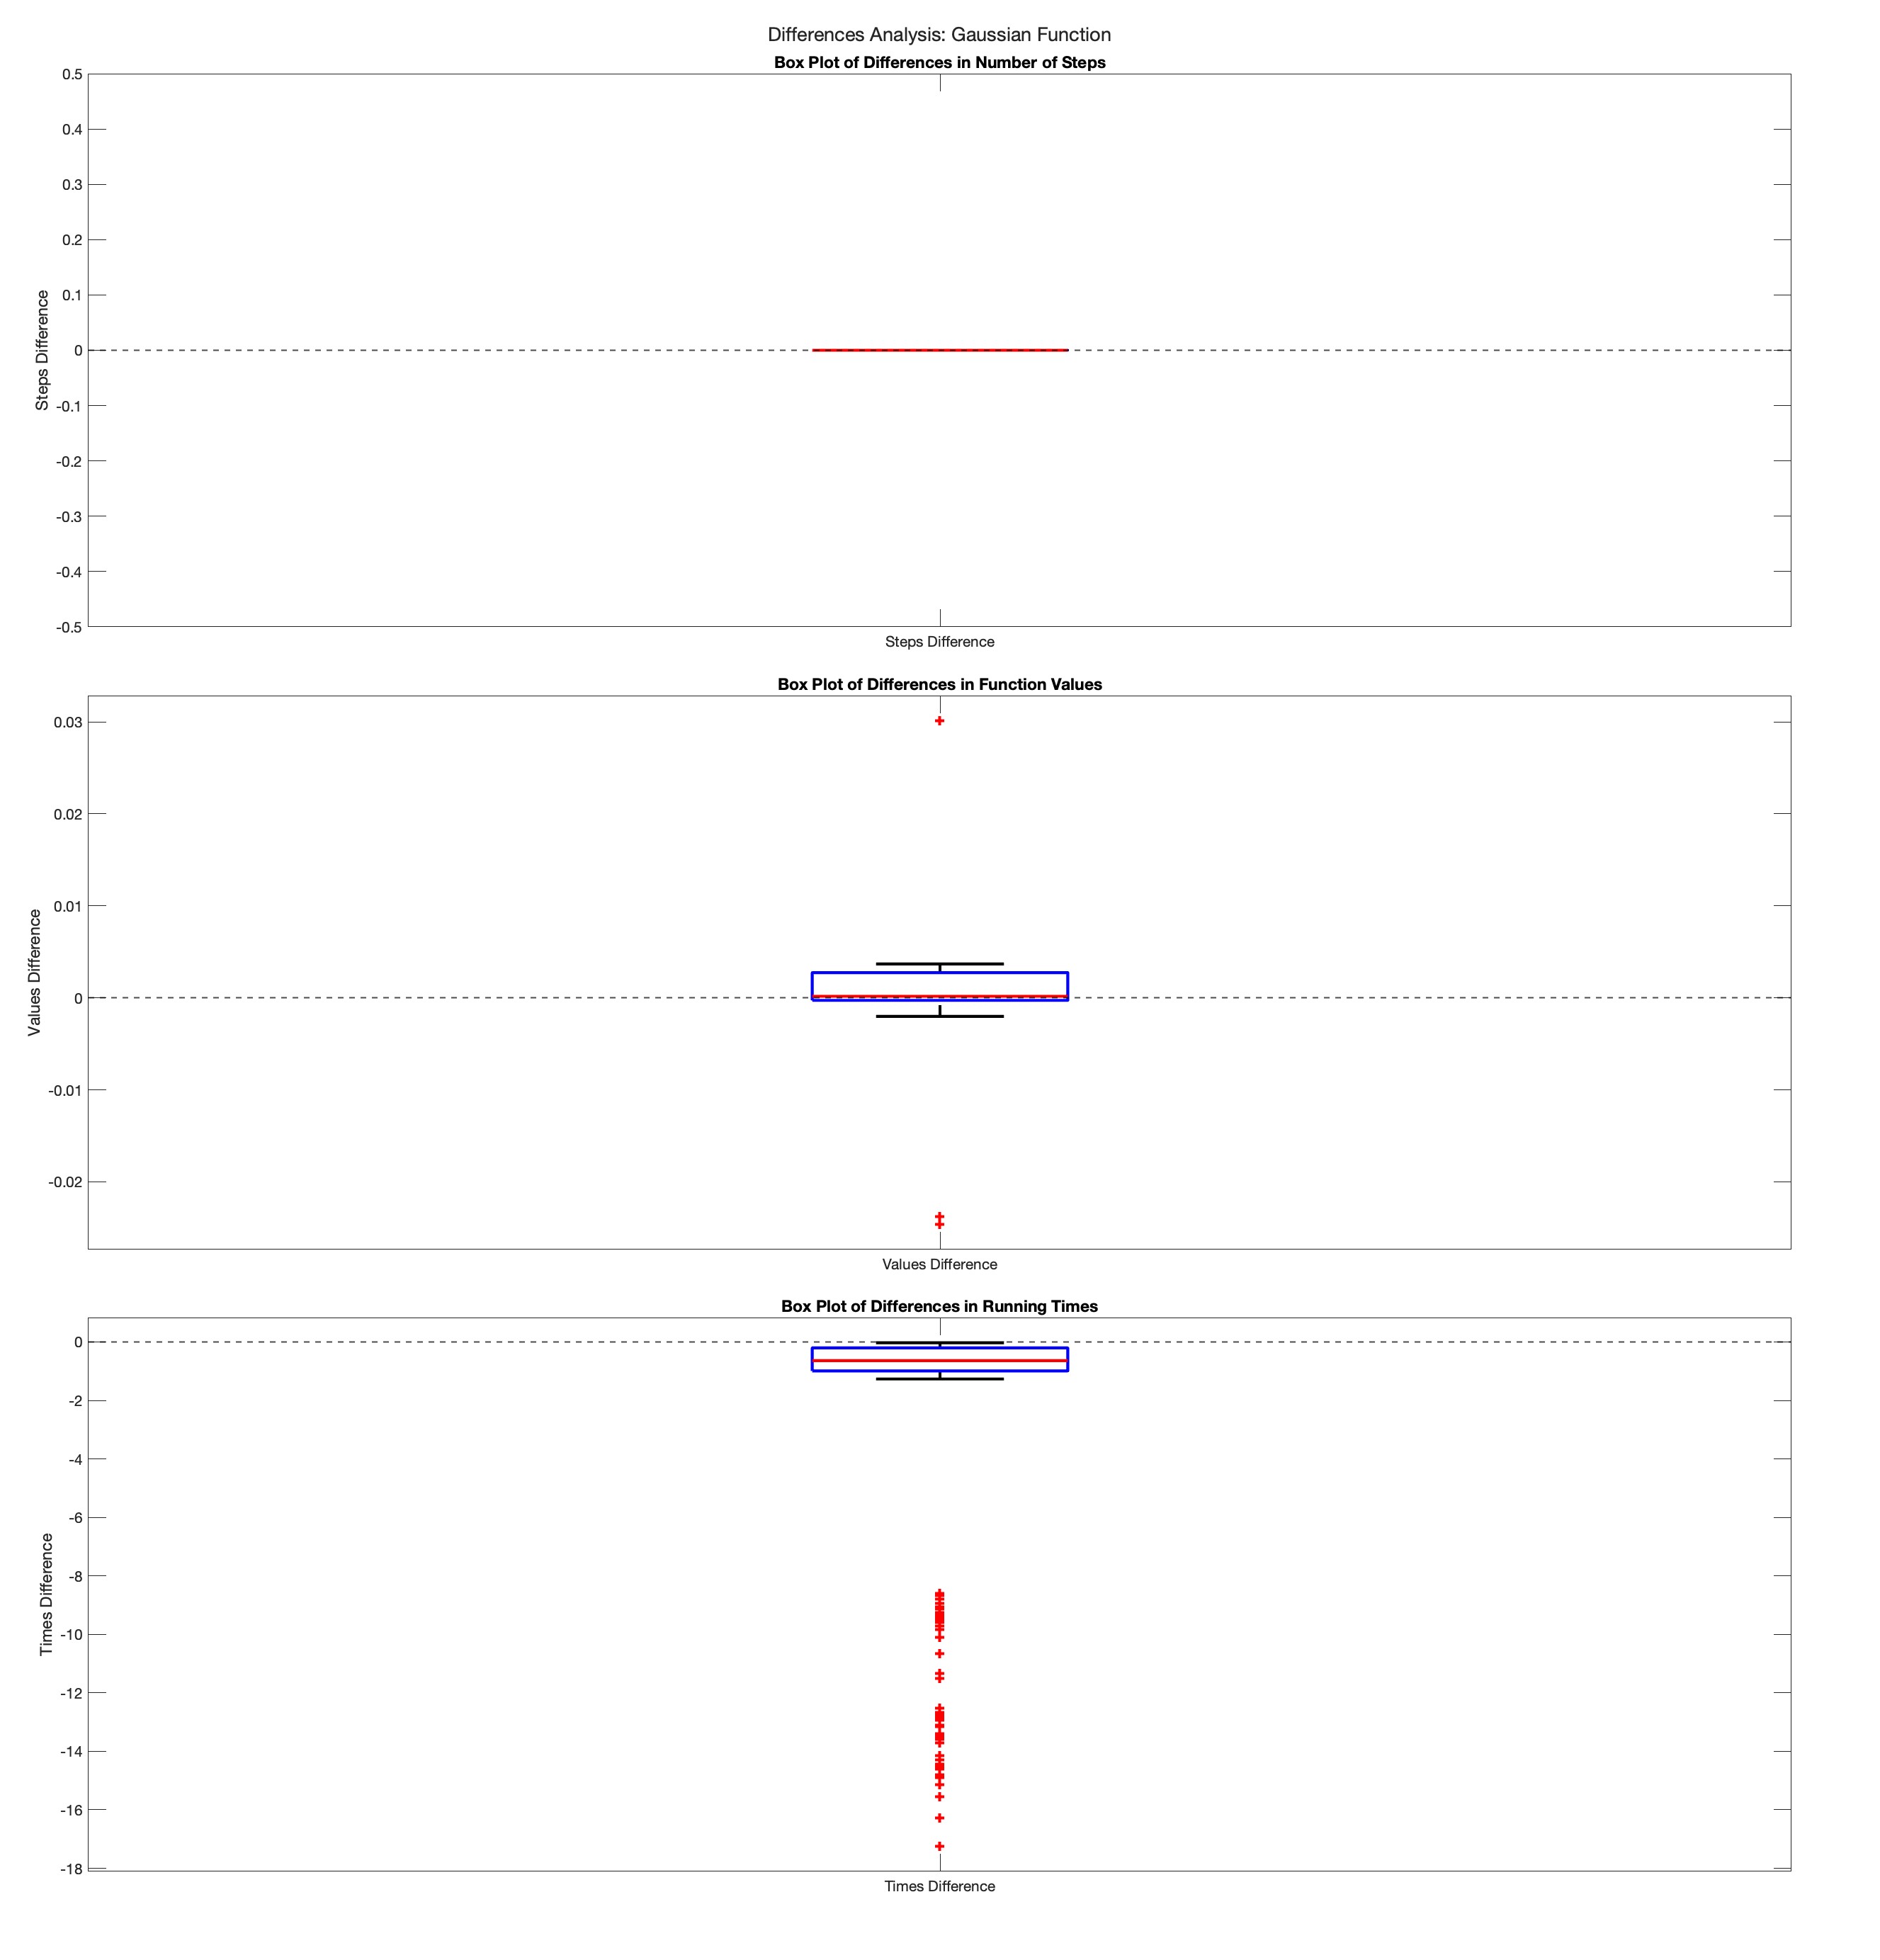 Differences Analysis: Gaussian Function
Box Plot of Differences in Number of Steps
0.5
0.4
0.3
0.2
0.1
0
-0.1
-0.2
-0.3
-0.4
-0.5
Steps Difference
Steps Difference
Box Plot of Differences in Function Values
0.03
0.02
0.01
0
-0.01
-0.02
Values Difference
Values Difference
Box Plot of Differences in Running Times
0
-2
-4
-6
-8
-10
-12
-14
-16
-18
Times Difference
Times Difference